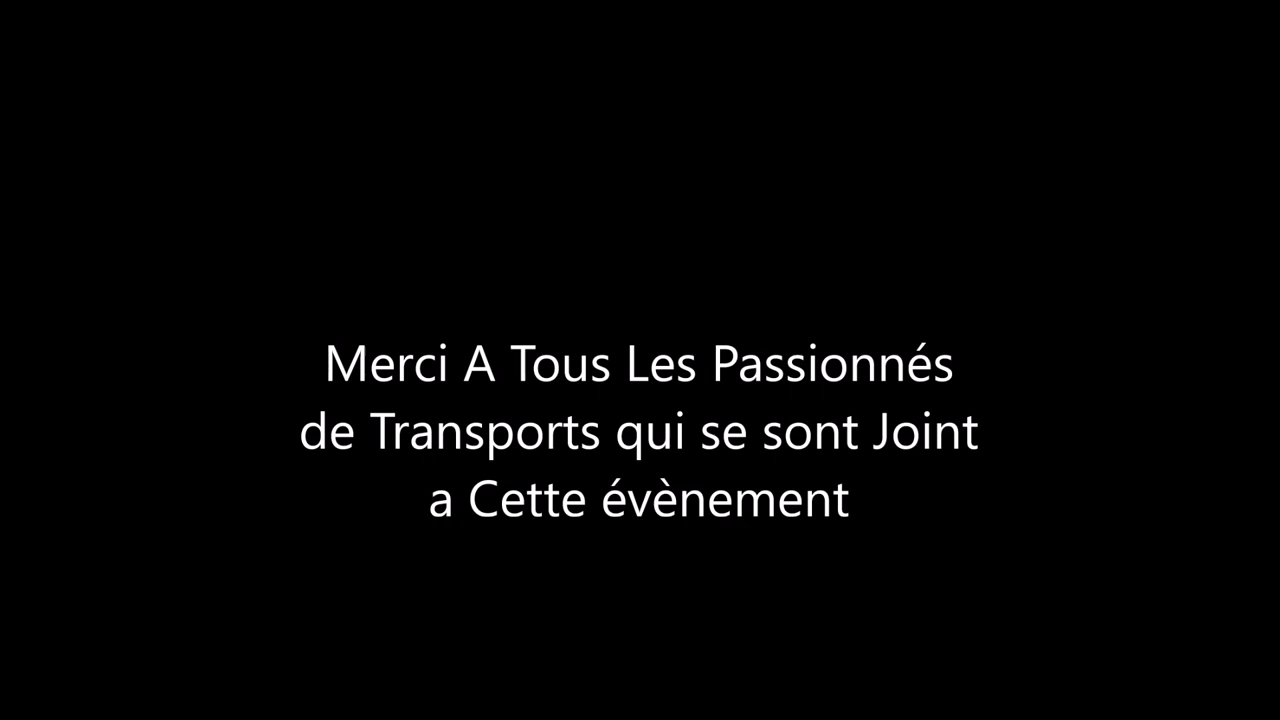 Merci A Tous Les Passionnés
de Transports qui se sont Joint
a Cette évènement